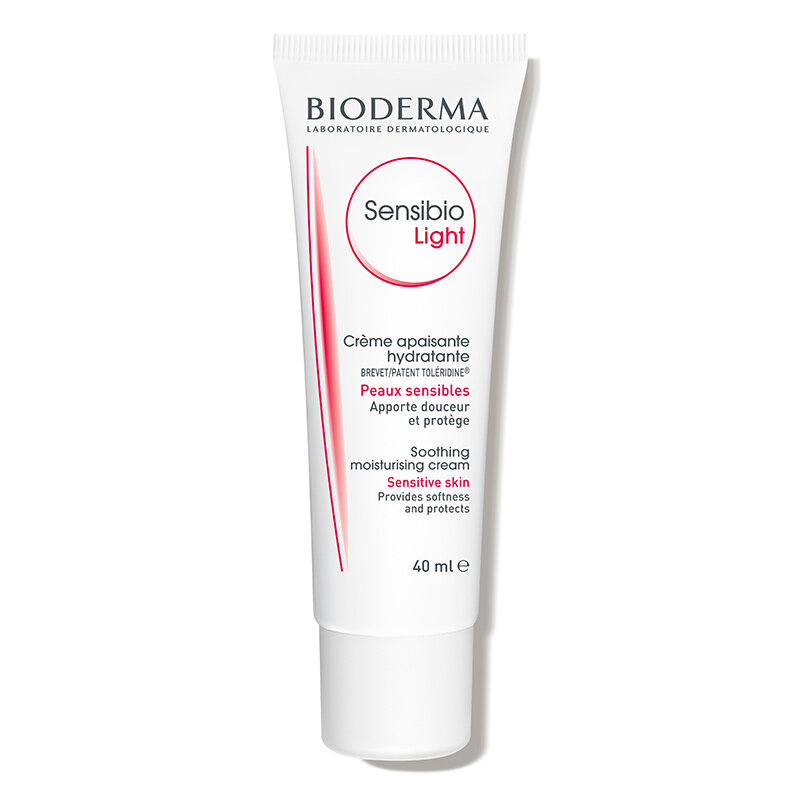 BIODERMA
LABORATOIRE DERMATOLOGIQUE
Sensibio
Light
Crème apaisante
hydratante
BREVET/PATENT TOLÉRIDINE®
Peaux sensibles
Apporte douceur
et protège
Soothing
moisturising cream
Sensitive skin
Provides softness
and protects
40 ml ℮